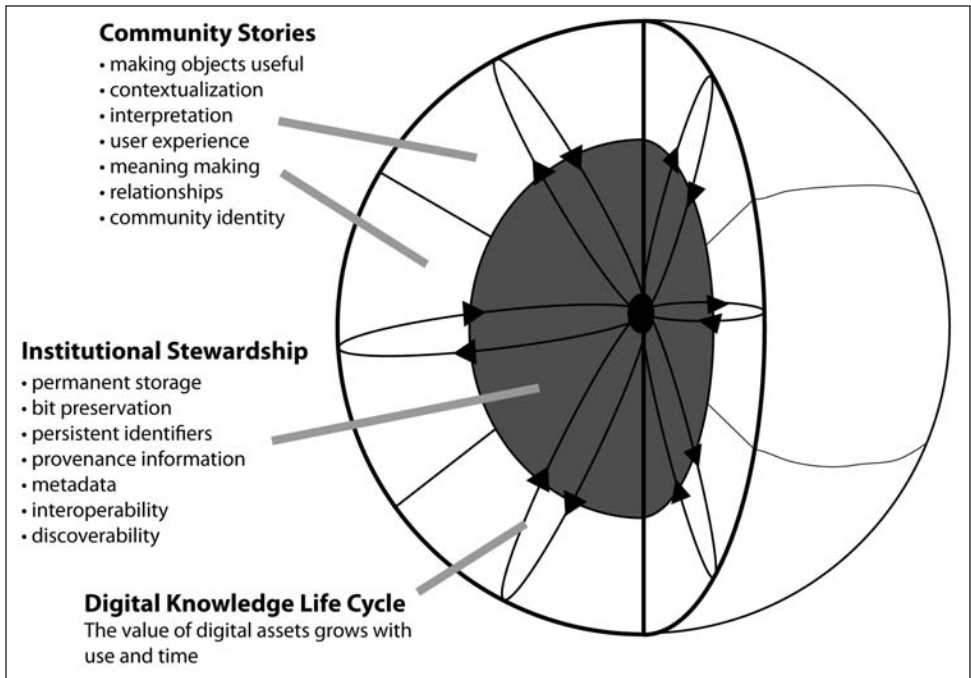 Community Stories
• making objects useful
• contextualization
• interpretation
• user experience
• meaning making
• relationships
• community identity
Institutional Stewardship
• permanent storage
• bit preservation
• persistent identifiers
• provenance information
• metadata
• interoperability
• discoverability
Digital Knowledge Life Cycle
The value of digital assets grows with
use and time